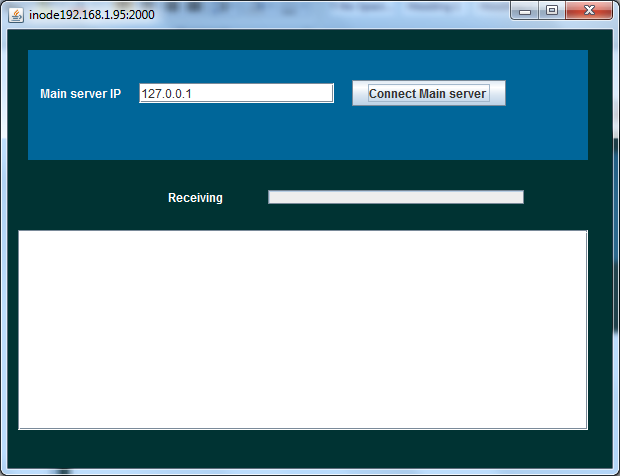 inode192.168.1.95:2000
Main server IP 127.0.0.1 Connect Main server
Receiving